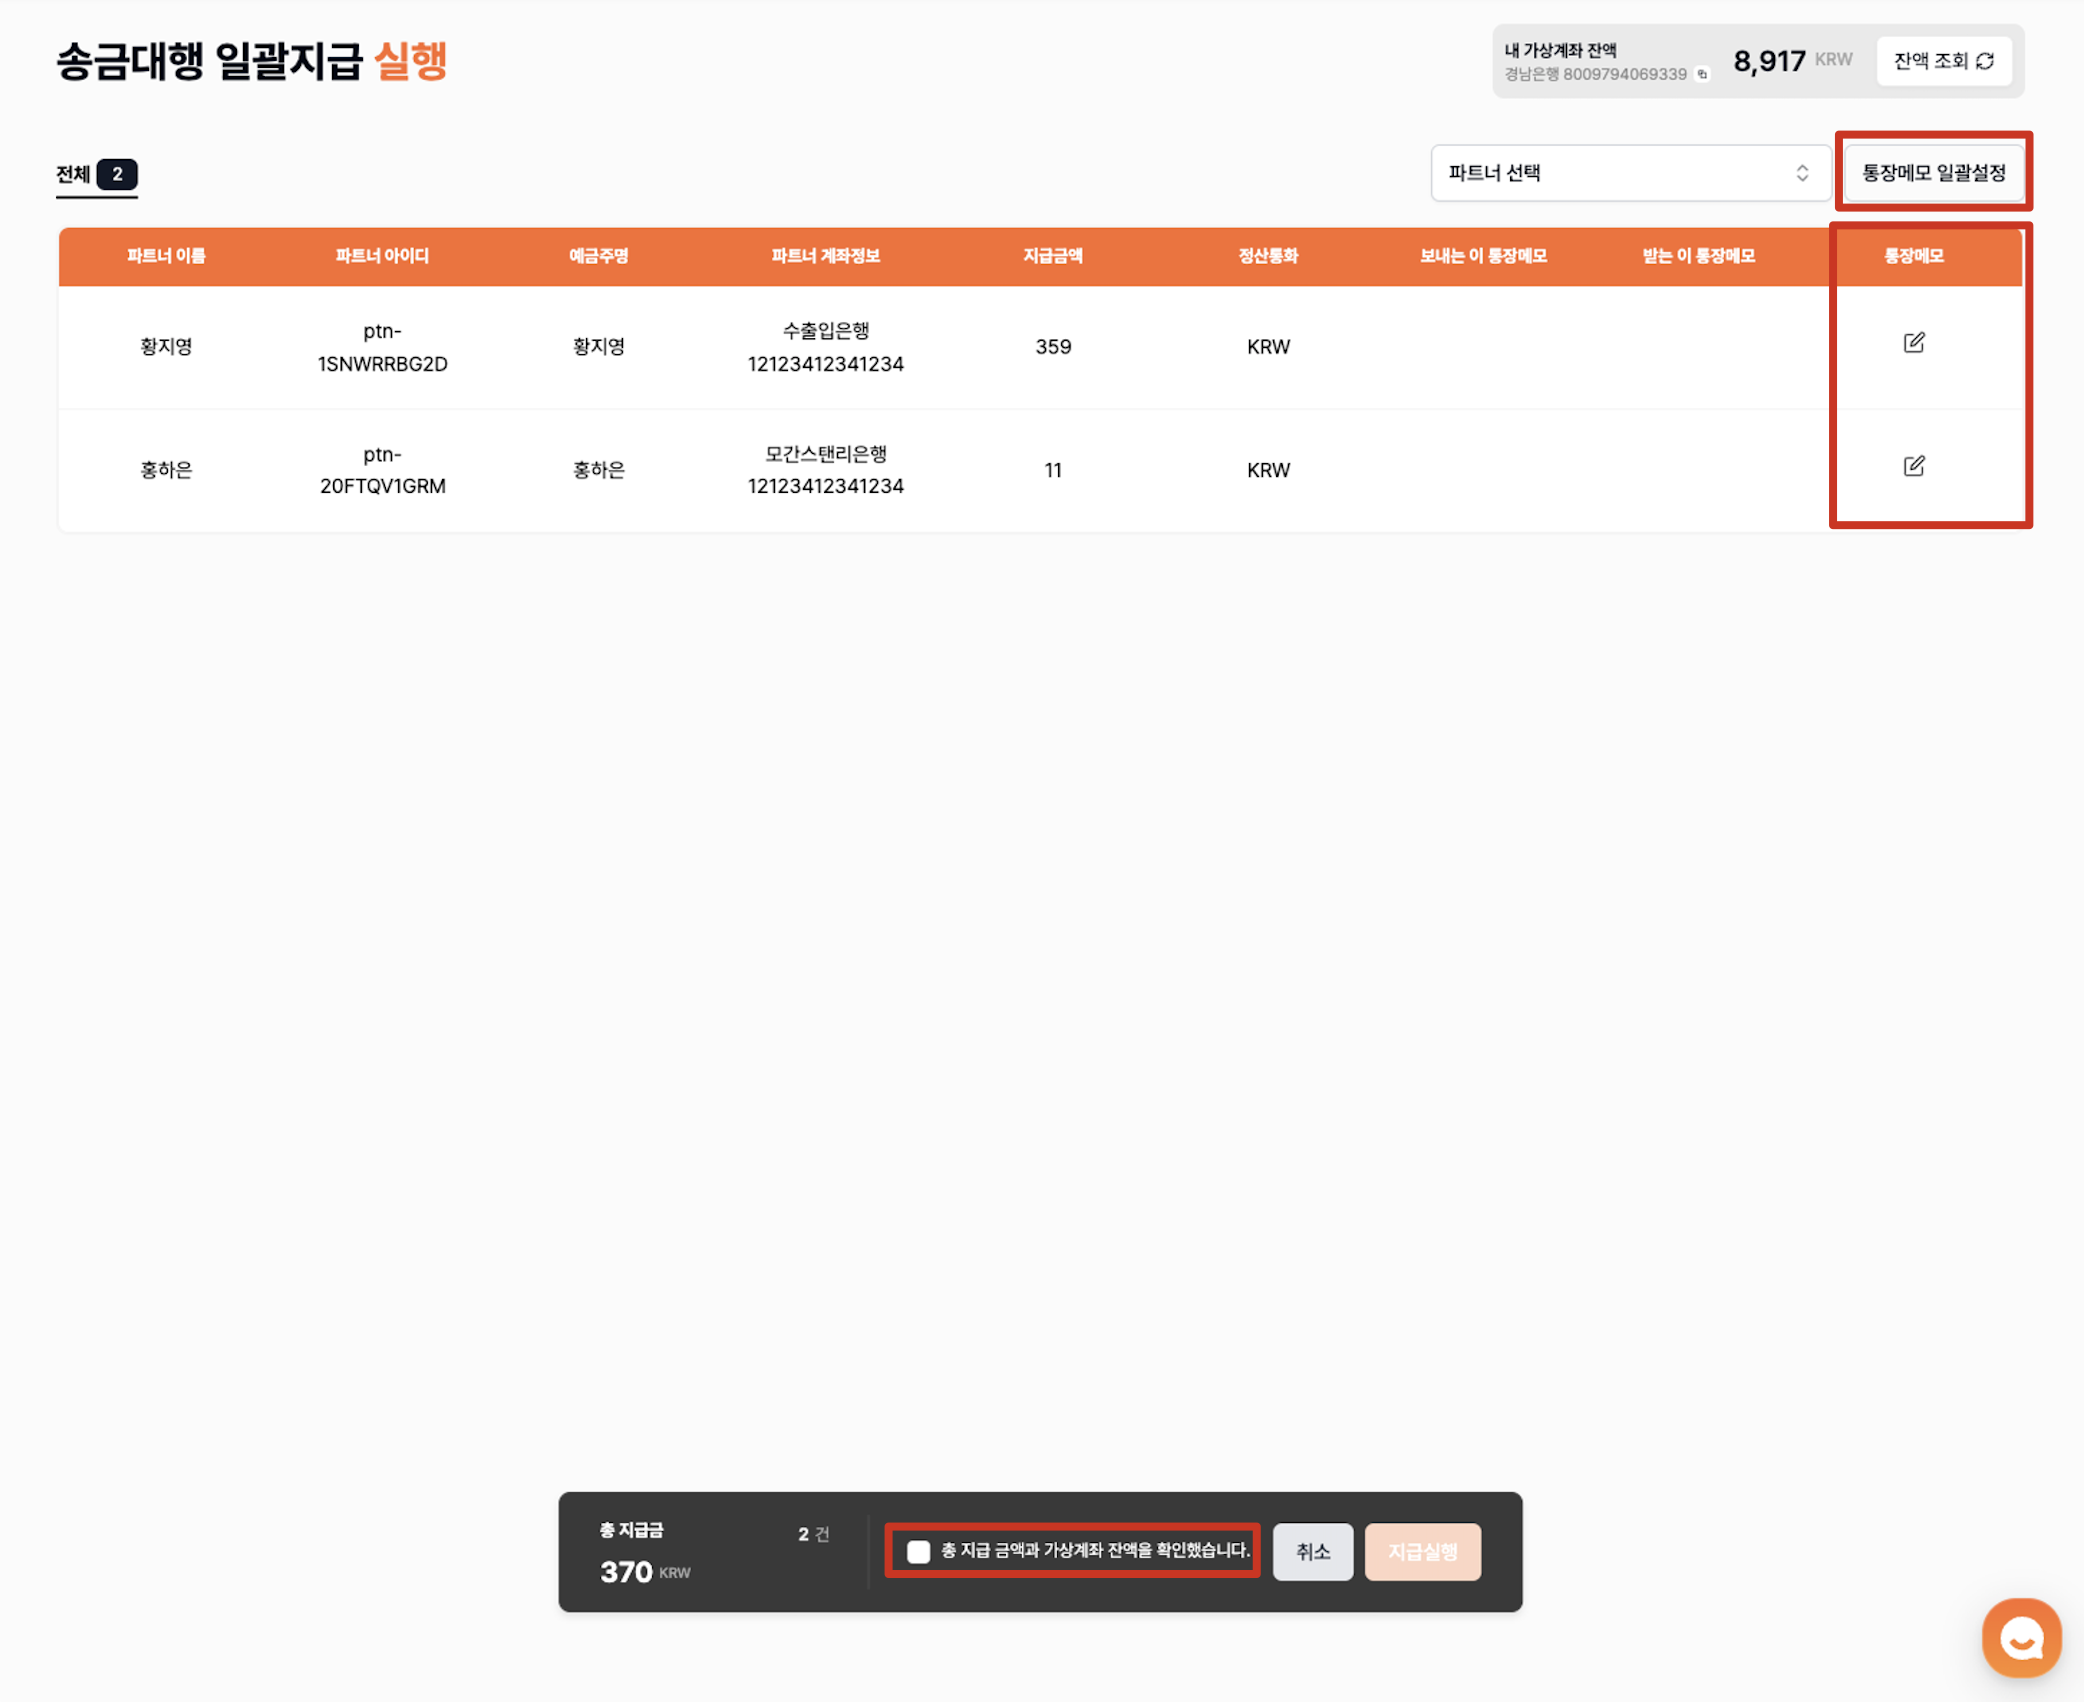 송금대행 일괄지급 실행
내 가상계좌 잔액
경남은행 8009794069339
8,917 KRW
잔액 조회
전체 2
파트너 선택
통장메모 일괄설정
파트너 이름 파트너 아이디 예금주명 파트너 계좌정보 지급금액 정산통화 보내는 이 통장메모 받는 이 통장메모 통장메모
황지영 ptn-1SNWRRBG2D 황지영 수출입은행 12123412341234 359 KRW
홍하은 ptn-20FTQV1GRM 홍하은 모간스탠리은행 12123412341234 11 KRW
총 지급금 2 건
370 KRW
총 지급 금액과 가상계좌 잔액을 확인했습니다.
취소
지급실행